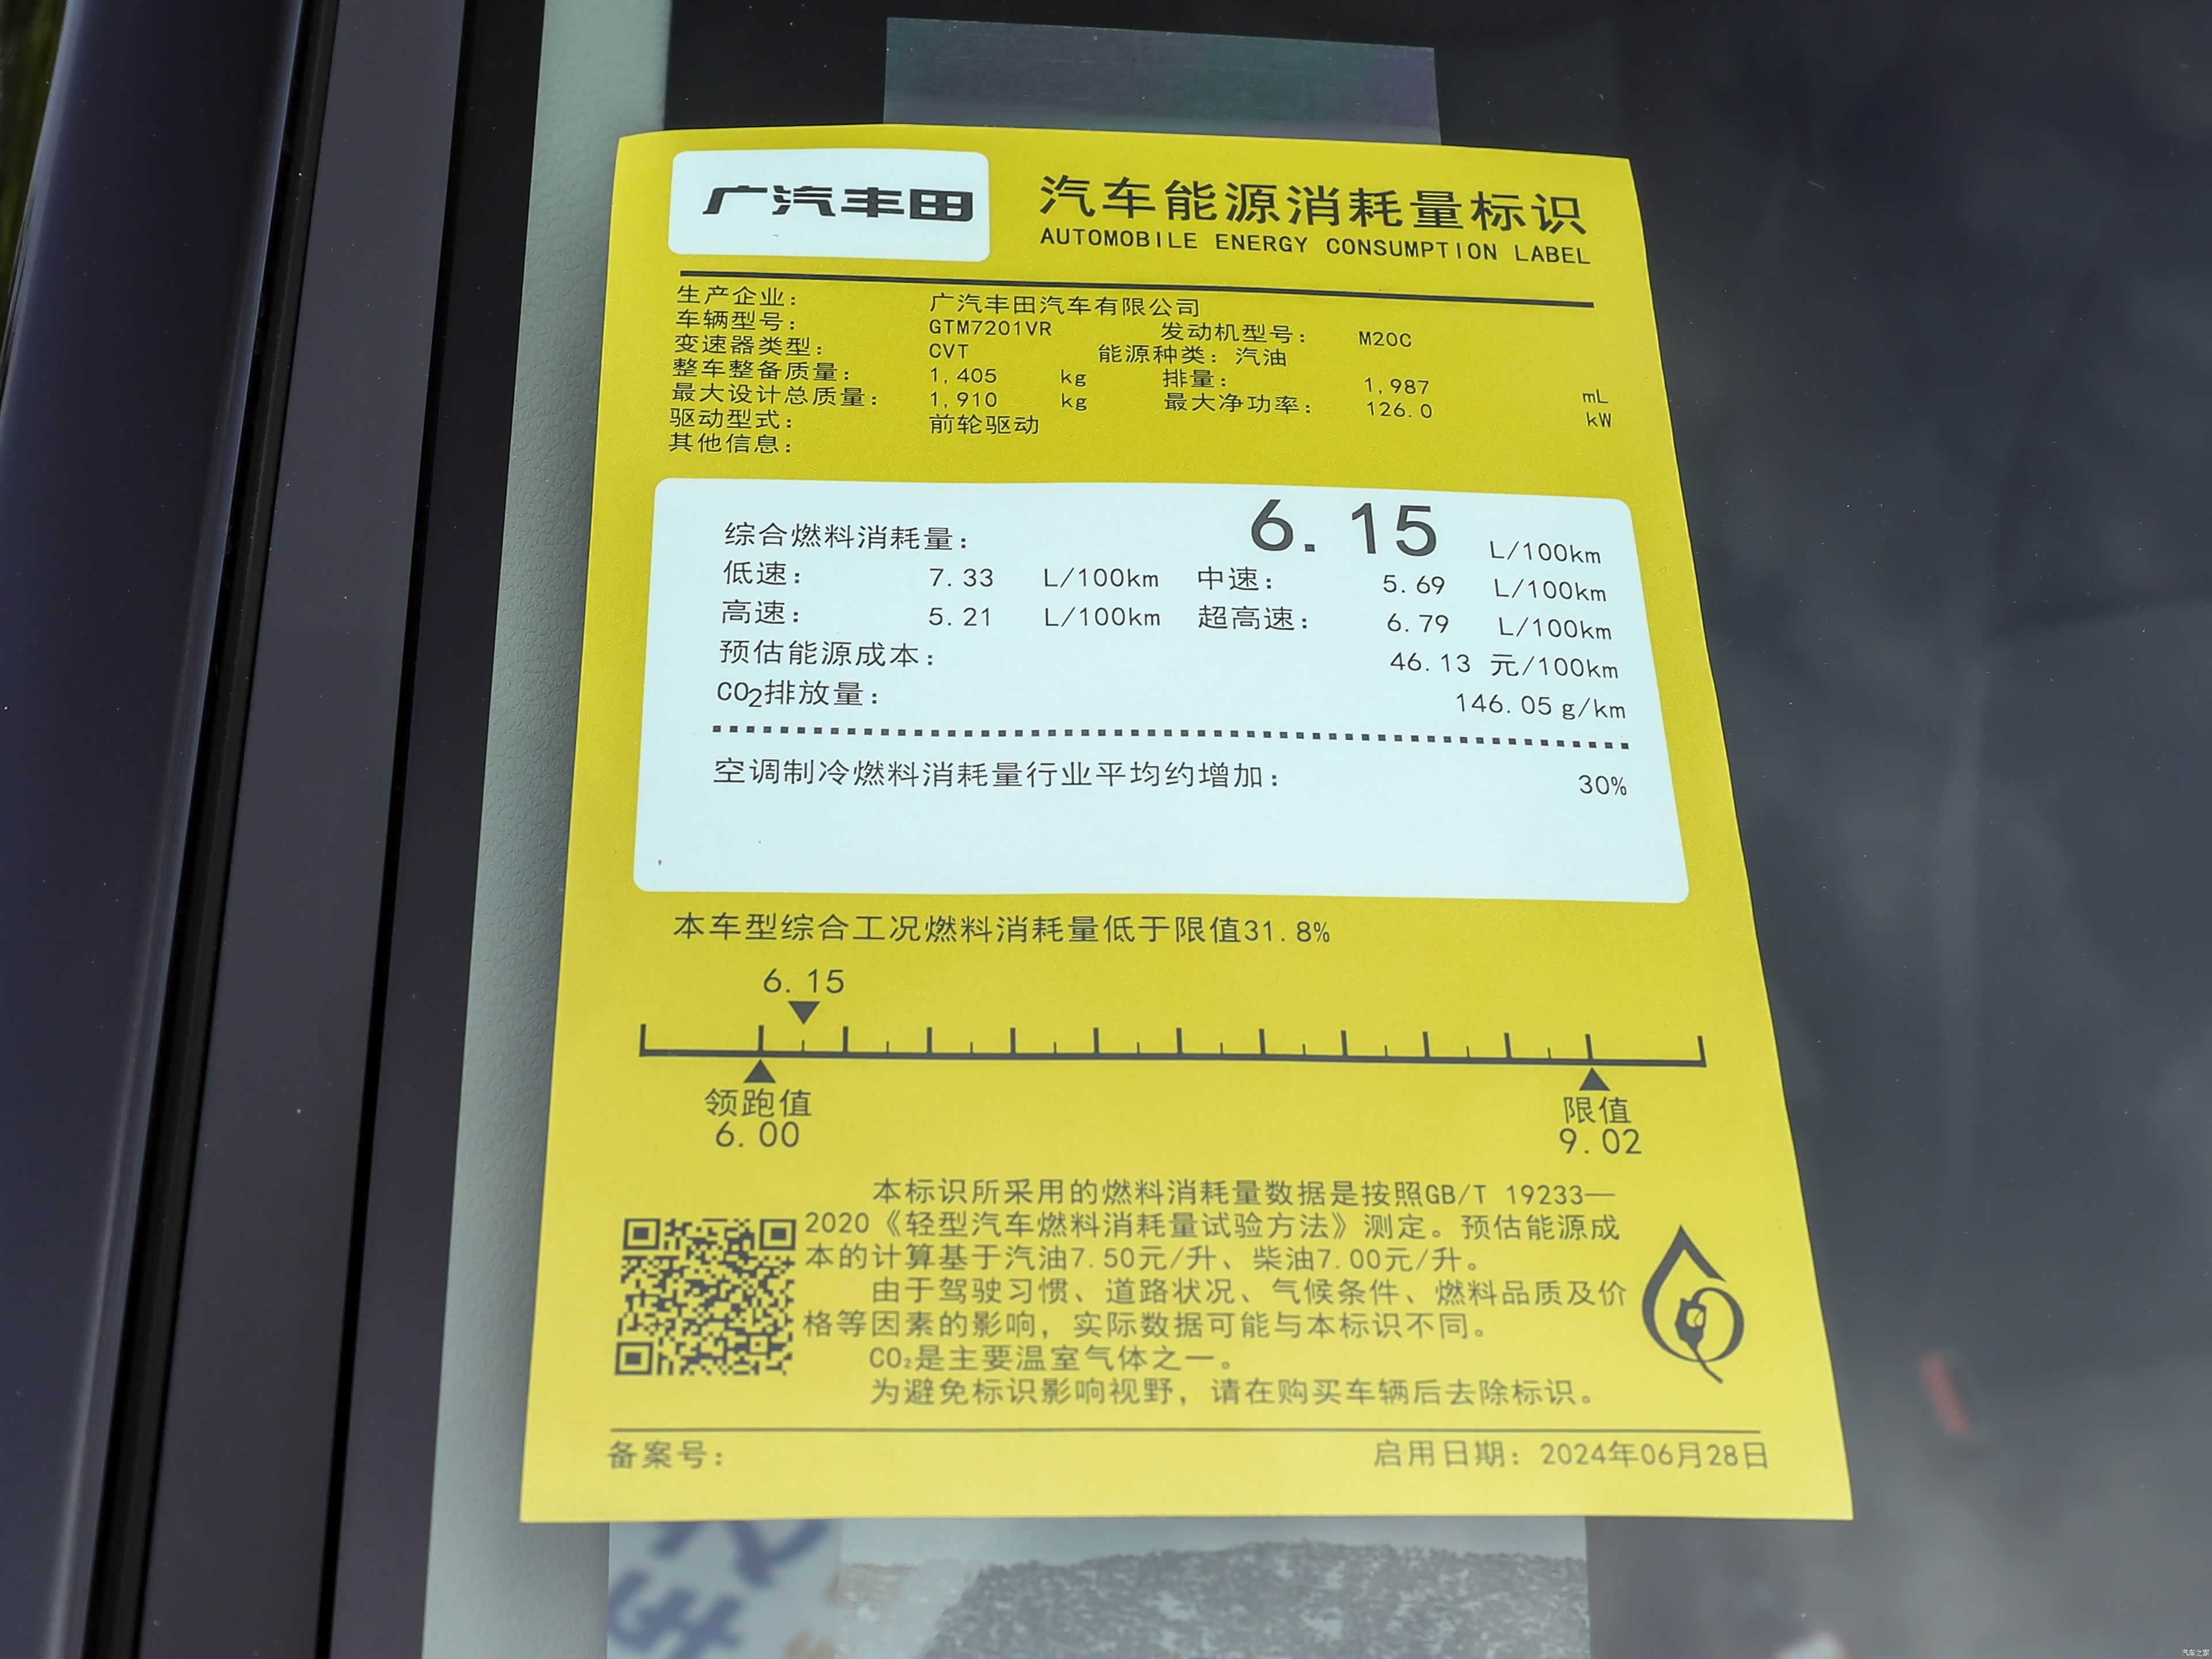 广汽丰田
汽车能源消耗量标识
AUTOMOBILE ENERGY CONSUMPTION LABEL
生产企业： 广汽丰田汽车有限公司
车辆型号： GTM7201VR 发动机型号： M20C
变速器类型： CVT 能源种类：汽油
整车整备质量： 1,405 kg 排量： 1,987 mL
最大设计总质量： 1,910 kg 最大净功率： 126.0 kW
驱动型式： 前轮驱动
其他信息：
综合燃料消耗量： 6.15 L/100km
低速： 7.33 L/100km 中速： 5.69 L/100km
高速： 5.21 L/100km 超高速： 6.79 L/100km
预估能源成本： 46.13 元/100km
CO2排放量： 146.05 g/km
空调制冷燃料消耗量行业平均约增加： 30%
本车型综合工况燃料消耗量低于限值31.8%
6.15
领跑值 限值
6.00 9.02
本标识所采用的燃料消耗量数据是按照GB/T 19233—
2020《轻型汽车燃料消耗量试验方法》测定。预估能源成
本的计算基于汽油7.50元/升、柴油7.00元/升。
由于驾驶习惯、道路状况、气候条件、燃料品质及价
格等因素的影响，实际数据可能与本标识不同。
CO₂是主要温室气体之一。
为避免标识影响视野，请在购买车辆后去除标识。
备案号： 启用日期：2024年06月28日
汽车之家